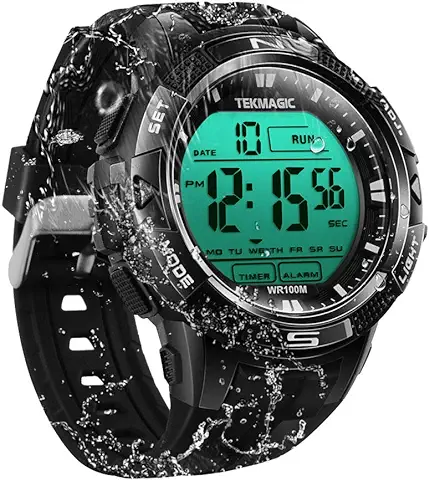 N
SET
ADJ.
TEKMAGIC
DATE 10 RUN
PM 12:15 56
SEC
MO TU WE TH FR SA SU
TIMER ALARM
WR100M
MODE
LIGHT
S